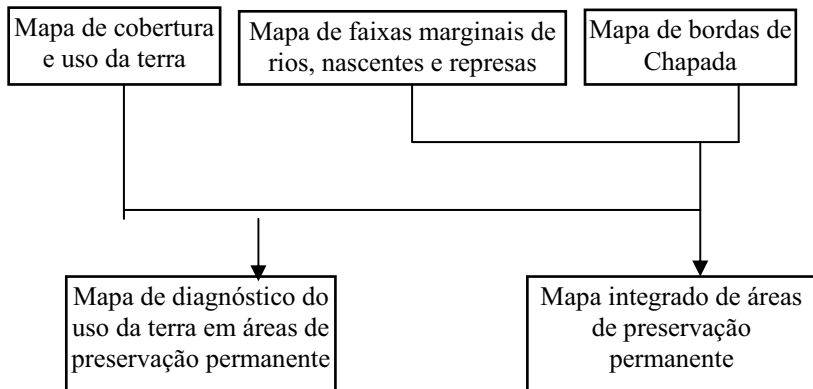 Mapa de cobertura
e uso da terra
Mapa de faixas marginais de
rios, nascentes e represas
Mapa de bordas de
Chapada
Mapa de diagnóstico do
uso da terra em áreas de
preservação permanente
Mapa integrado de áreas
de preservação
permanente